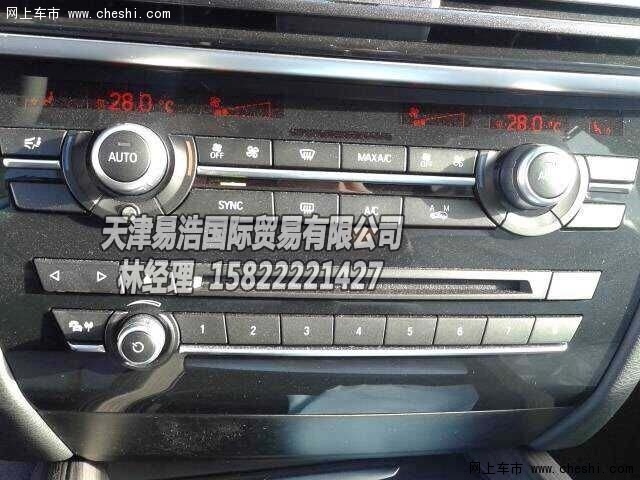 网上车市 www.cheshi.com
28.0 °C
28.0 °C
AUTO
OFF
MAX A/C
OFF
SYNC
A/C
A M
天津易浩国际贸易有限公司
林经理 15822221427
1 2 3 4 5 6 7 8
网上车市 www.cheshi.com